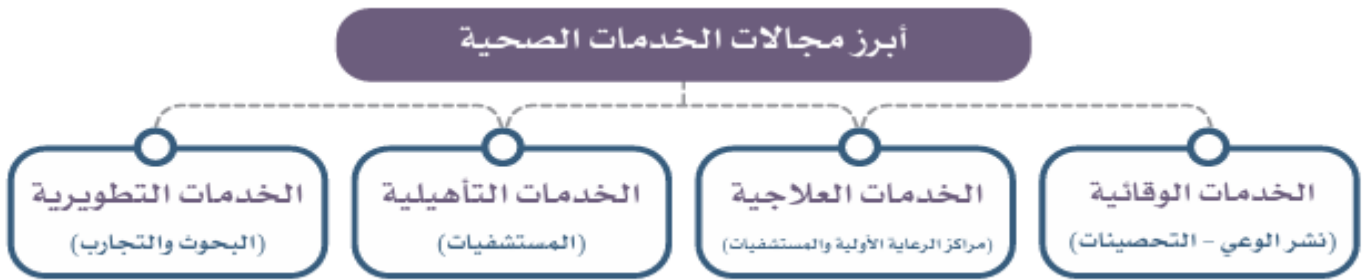 أبرز مجالات الخدمات الصحية
الخدمات الوقائية
(نشر الوعي - التحصينات)
الخدمات العلاجية
(مراكز الرعاية الأولية والمستشفيات)
الخدمات التأهيلية
(المستشفيات)
الخدمات التطويرية
(البحوث والتجارب)